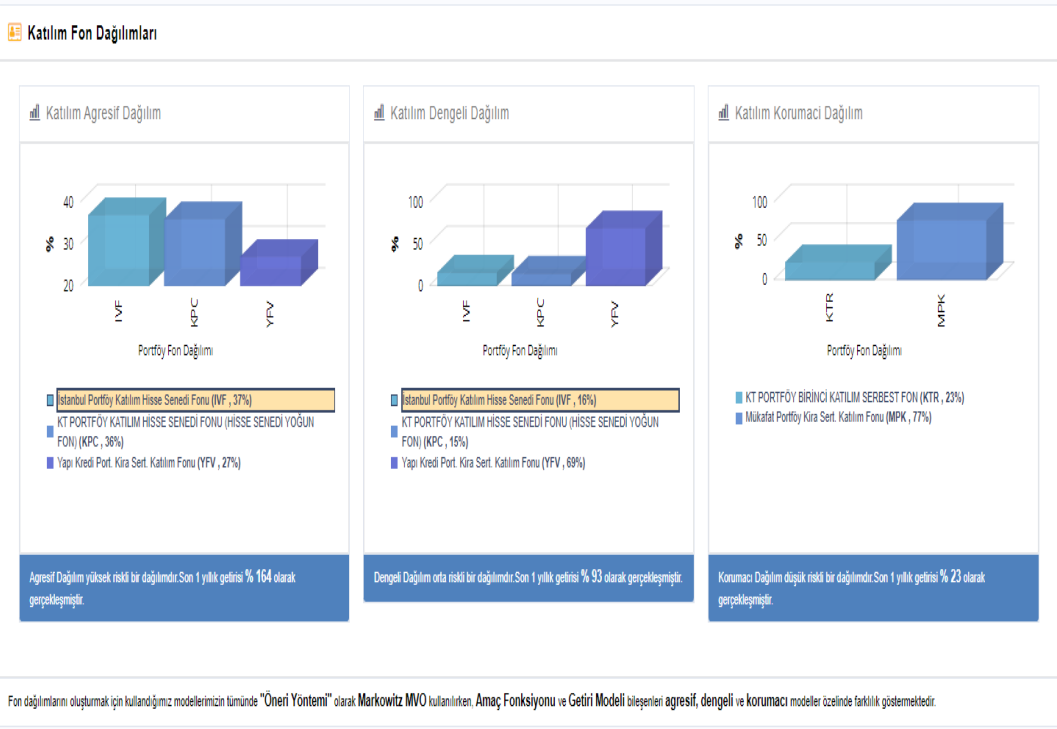 Katılım Fon Dağılımları
Katılım Agresif Dağılım
40
30
20
%
IVF
KPC
YFV
Portföy Fon Dağılımı
İstanbul Portföy Katılım Hisse Senedi Fonu (IVF , 37%)
KT PORTFÖY KATILIM HİSSE SENEDİ FONU (HİSSE SENEDİ YOĞUN
FON) (KPC , 36%)
Yapı Kredi Port. Kira Sert. Katılım Fonu (YFV , 27%)
Agresif Dağılım yüksek riskli bir dağılımdır.Son 1 yıllık getirisi % 164 olarak
gerçekleşmiştir.
Katılım Dengeli Dağılım
100
50
0
%
IVF
KPC
YFV
Portföy Fon Dağılımı
İstanbul Portföy Katılım Hisse Senedi Fonu (IVF , 16%)
KT PORTFÖY KATILIM HİSSE SENEDİ FONU (HİSSE SENEDİ YOĞUN
FON) (KPC , 15%)
Yapı Kredi Port. Kira Sert. Katılım Fonu (YFV , 69%)
Dengeli Dağılım orta riskli bir dağılımdır.Son 1 yıllık getirisi % 93 olarak gerçekleşmiştir.
Katılım Korumaci Dağılım
100
50
0
%
KTR
MPK
Portföy Fon Dağılımı
KT PORTFÖY BİRİNCİ KATILIM SERBEST FON (KTR , 23%)
Mükafat Portföy Kira Sert. Katılım Fonu (MPK , 77%)
Korumacı Dağılım düşük riskli bir dağılımdır.Son 1 yıllık getirisi % 23 olarak
gerçekleşmiştir.
Fon dağılımlarını oluşturmak için kullandığımız modellerimizin tümünde "Öneri Yöntemi" olarak Markowitz MVO kullanılırken, Amaç Fonksiyonu ve Getiri Modeli bileşenleri agresif, dengeli ve korumacı modeller özelinde farklılık göstermektedir.